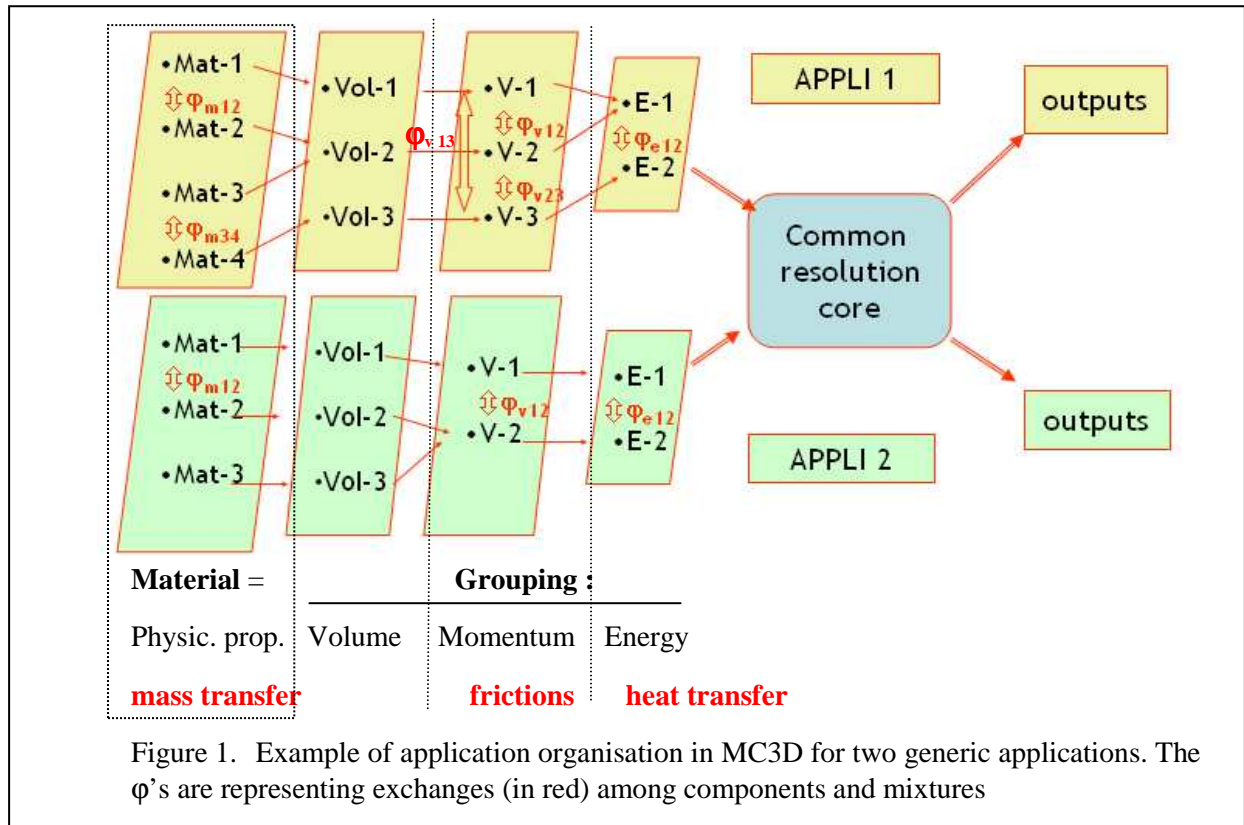 •Mat-1
⇕φm12
•Mat-2
•Mat-3
⇕φm34
•Mat-4
•Vol-1
•Vol-2
•Vol-3
φv 13
•V-1
⇕φv12
•V-2
⇕φv23
•V-3
•E-1
⇕φe12
•E-2
APPLI 1
outputs
Common
resolution
core
•Mat-1
⇕φm12
•Mat-2
•Mat-3
•Vol-1
•Vol-2
•Vol-3
•V-1
⇕φv12
•V-2
•E-1
⇕φe12
•E-2
APPLI 2
outputs
Material = Grouping :
Physic. prop. Volume Momentum Energy
mass transfer frictions heat transfer
Figure 1. Example of application organisation in MC3D for two generic applications. The
φ’s are representing exchanges (in red) among components and mixtures